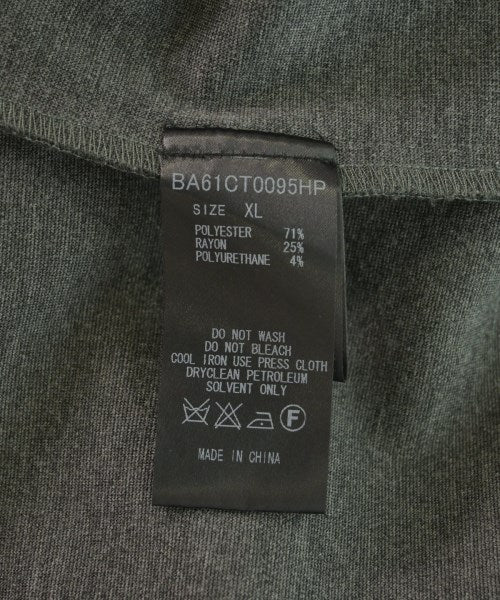 BA61CT0095HP
SIZE XL
POLYESTER 71%
RAYON 25%
POLYURETHANE 4%
DO NOT WASH
DO NOT BLEACH
COOL IRON USE PRESS CLOTH
DRYCLEAN PETROLEUM
SOLVENT ONLY
F
MADE IN CHINA